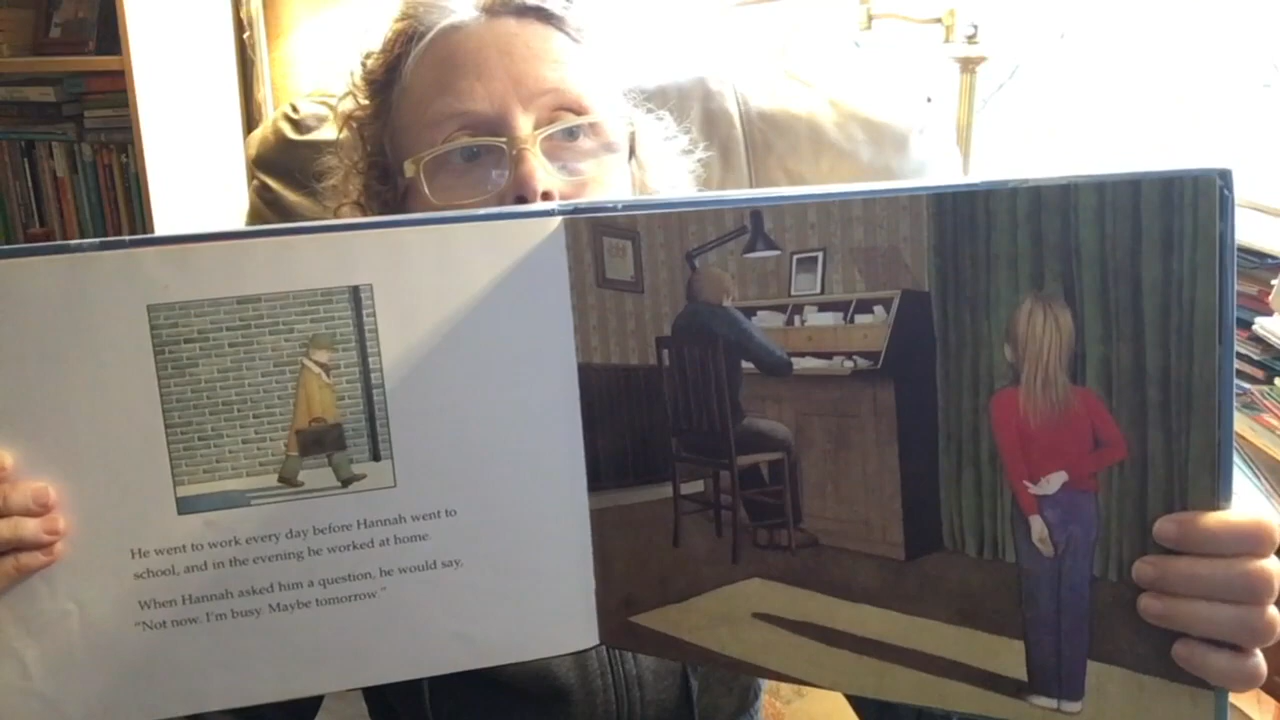 He went to work every day before Hannah went to
school, and in the evening he worked at home.
When Hannah asked him a question, he would say,
"Not now. I'm busy. Maybe tomorrow."